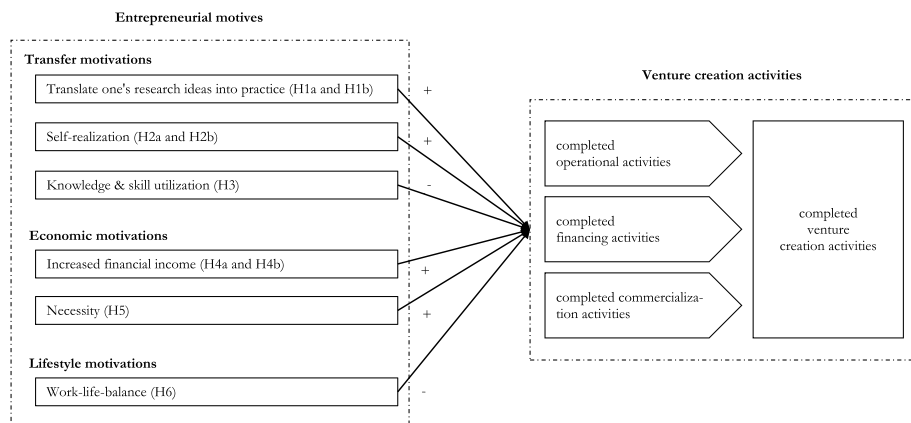 Entrepreneurial motives
Transfer motivations
Translate one's research ideas into practice (H1a and H1b)
+
Self-realization (H2a and H2b)
+
Knowledge & skill utilization (H3)
-
Economic motivations
Increased financial income (H4a and H4b)
+
Necessity (H5)
+
Lifestyle motivations
Work-life-balance (H6)
-
Venture creation activities
completed
operational activities
completed
financing activities
completed commercializa-
tion activities
completed
venture
creation activities